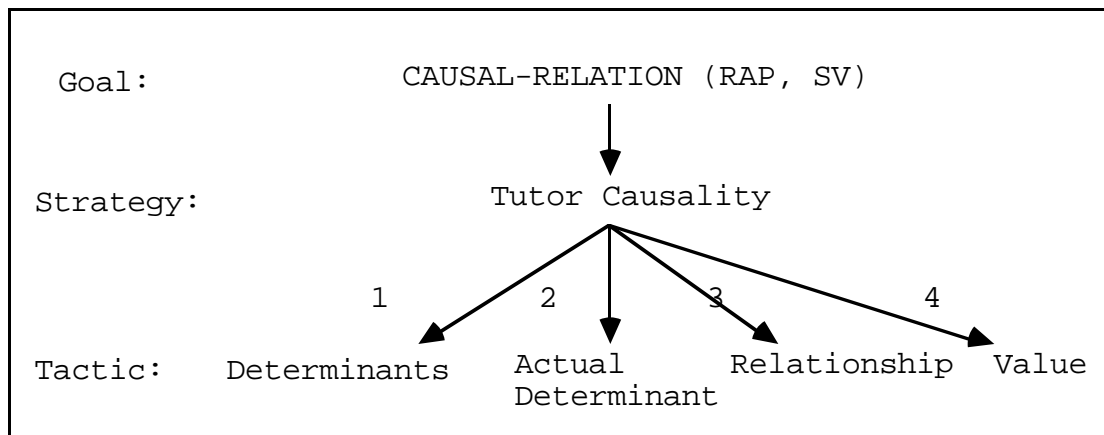 Goal: CAUSAL-RELATION (RAP, SV)
Strategy: Tutor Causality
1 2 3 4
Tactic: Determinants Actual Determinant Relationship Value